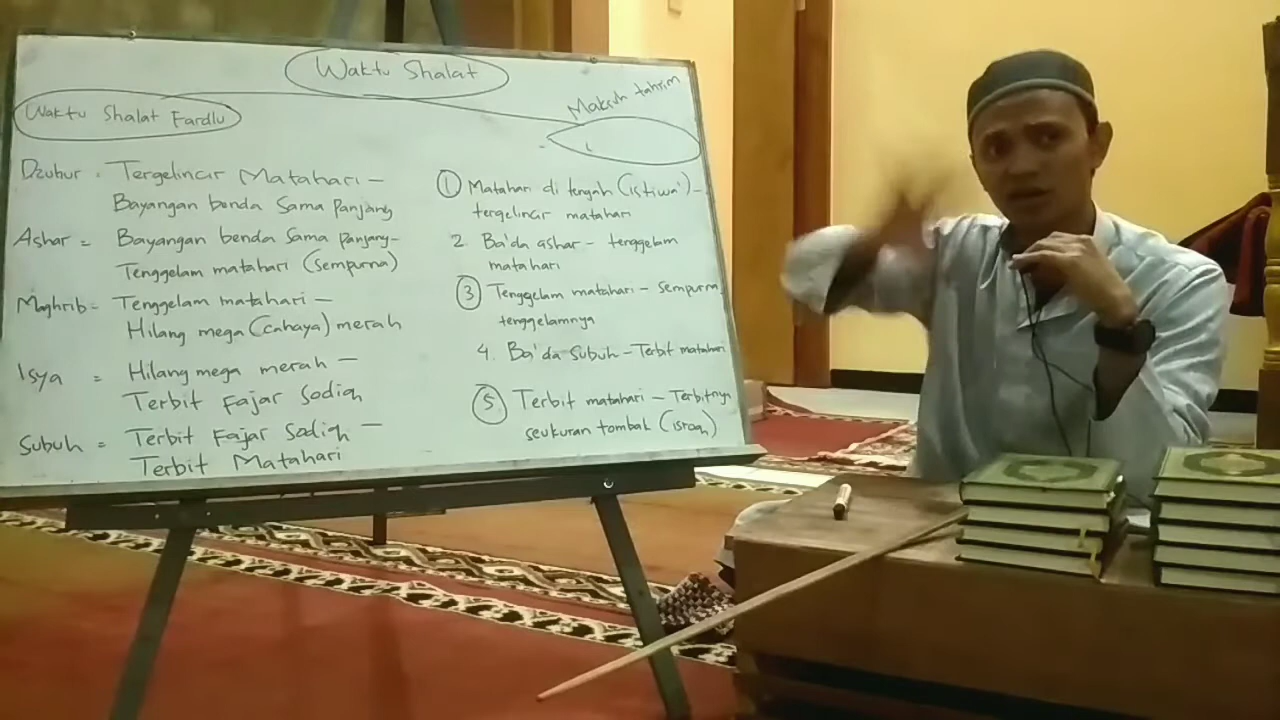 Waktu Shalat
Waktu Shalat Fardlu
Dzuhur = Tergelincir Matahari -
Bayangan benda Sama panjang
Ashar = Bayangan benda Sama panjang -
Tenggelam matahari (sempurna)
Maghrib = Tenggelam matahari -
Hilang mega (cahaya) merah
Isya = Hilang mega merah -
Terbit Fajar Sodiq
Subuh = Terbit Fajar Sodiq -
Terbit Matahari
Makruh tahrim
1 Matahari di tengah (istiwa') -
tergelincir matahari
2. Ba'da ashar - tenggelam
matahari
3 Tenggelam matahari - Sempurna
tenggelamnya
4. Ba'da Subuh - Terbit matahari
5. Terbit matahari - Terbitnya
seukuran tombak (isroq)